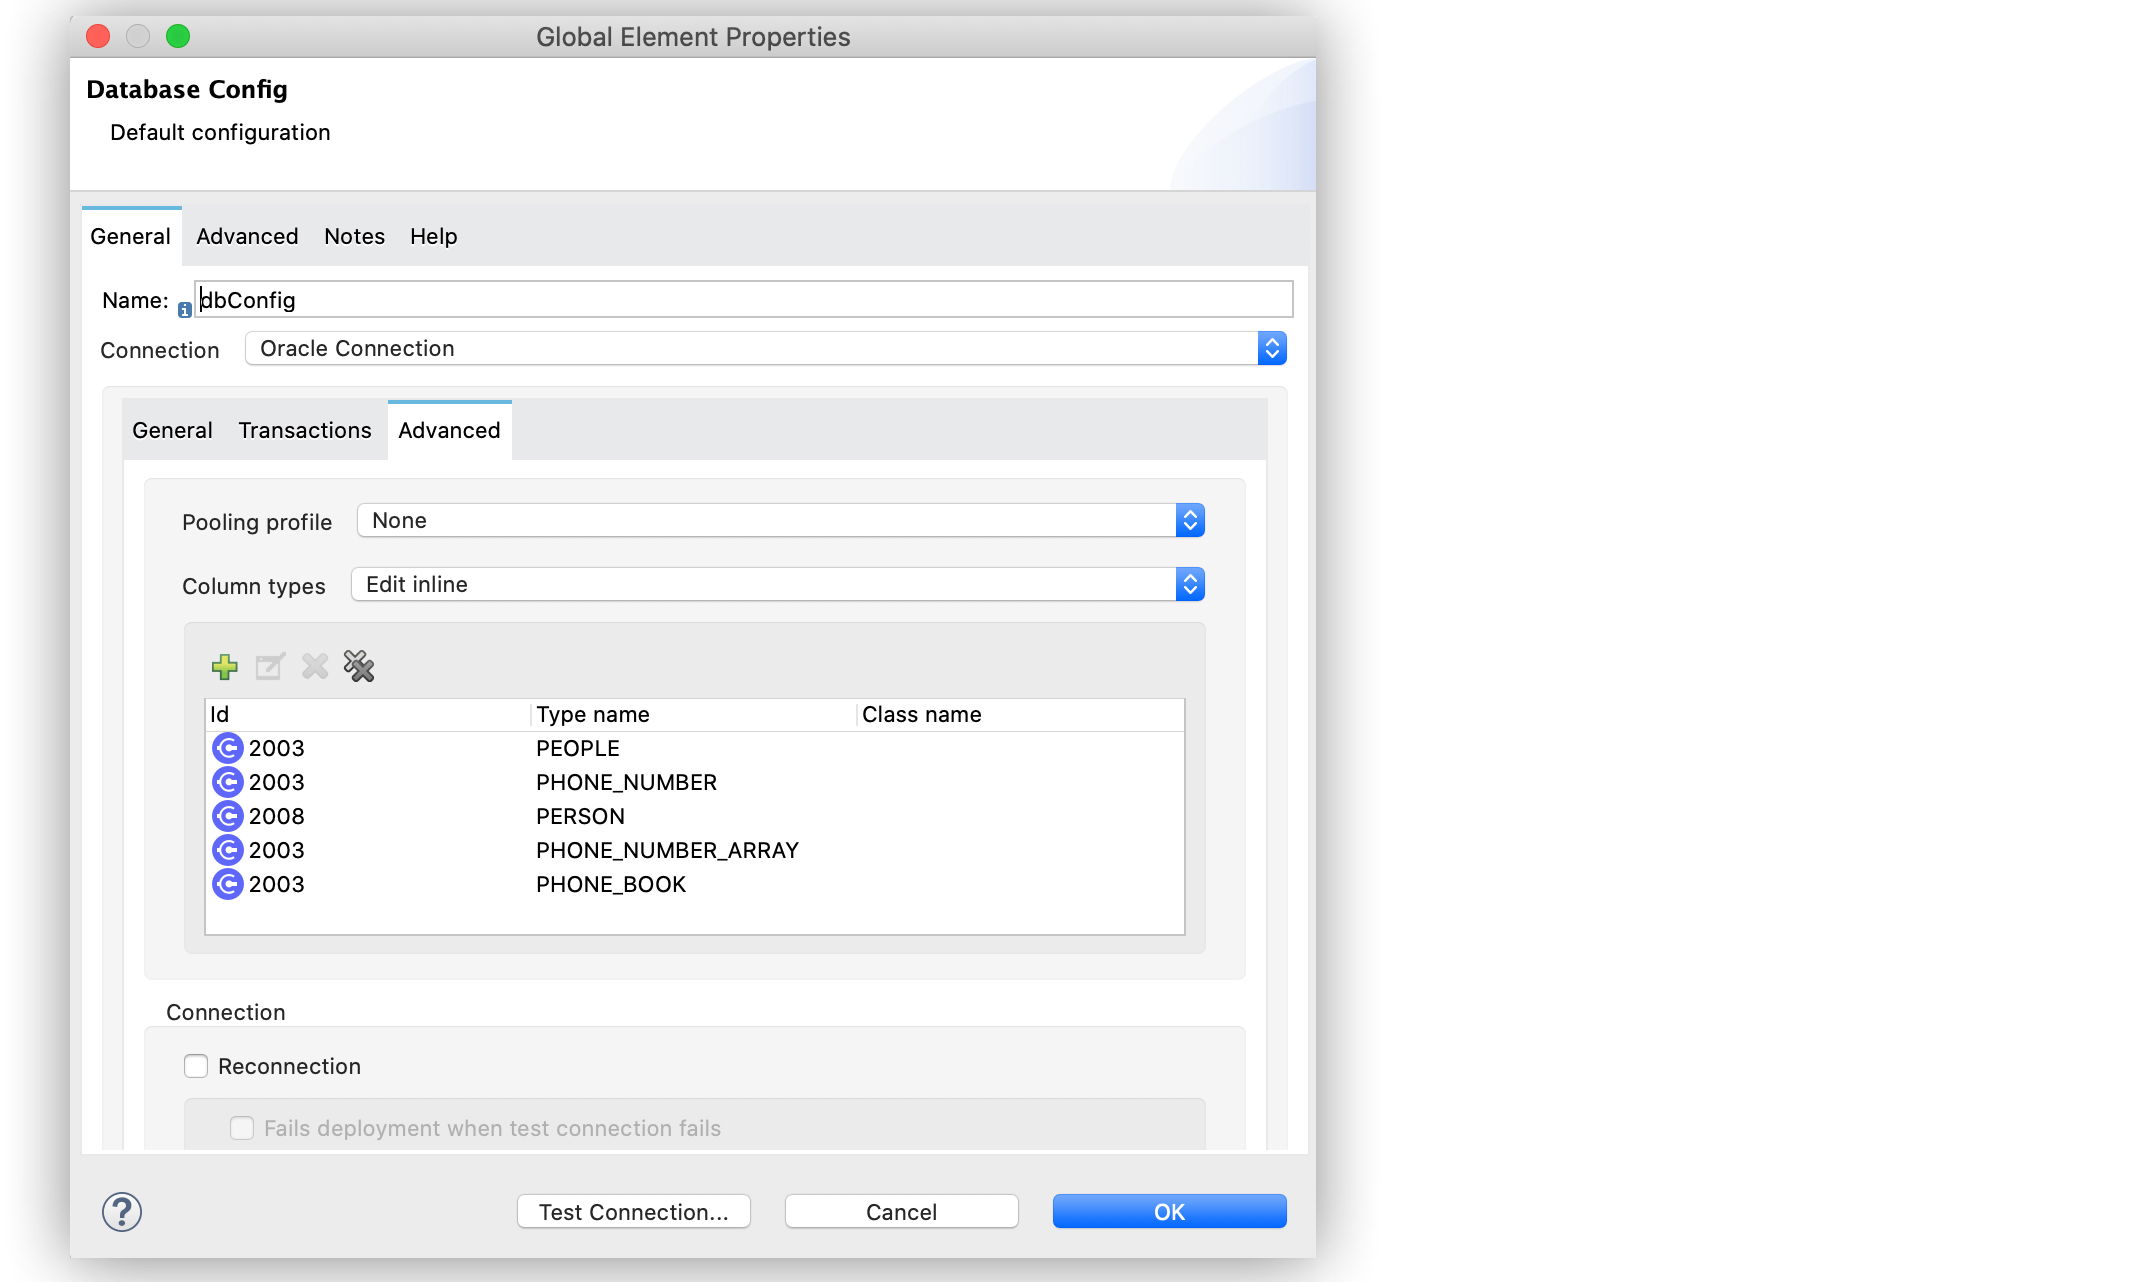 Global Element Properties
Database Config
Default configuration
General Advanced Notes Help
Name: dbConfig
Connection Oracle Connection
General Transactions Advanced
Pooling profile None
Column types Edit inline
Id Type name Class name
2003 PEOPLE
2003 PHONE_NUMBER
2008 PERSON
2003 PHONE_NUMBER_ARRAY
2003 PHONE_BOOK
Connection
Reconnection
Fails deployment when test connection fails
? Test Connection... Cancel OK